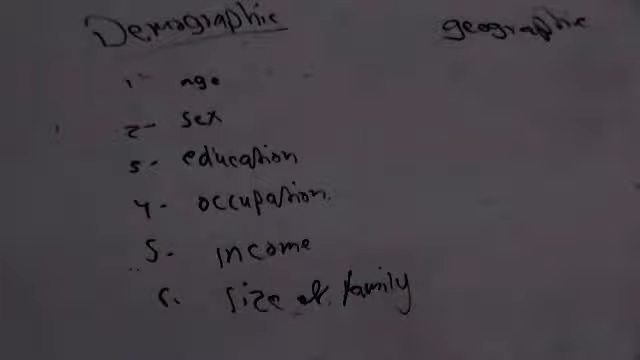 Demographic
geographic
1- age
2- sex
3- education
4. occupation
5. income
6. size of family